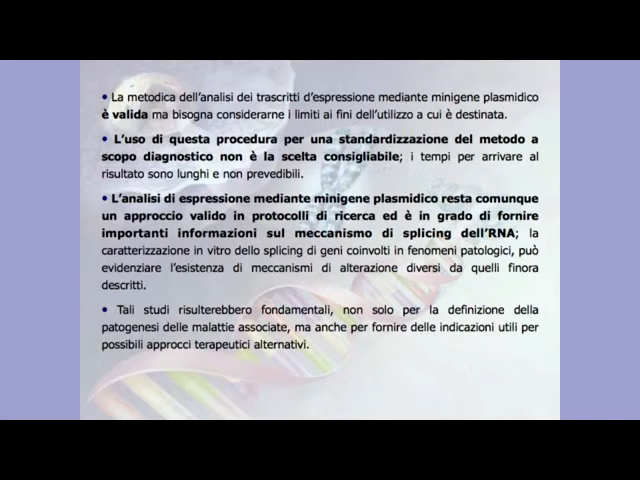 • La metodica dell'analisi dei trascritti d'espressione mediante minigene plasmidico
è valida ma bisogna considerarne i limiti ai fini dell'utilizzo a cui è destinata.
• L'uso di questa procedura per una standardizzazione del metodo a
scopo diagnostico non è la scelta consigliabile; i tempi per arrivare al
risultato sono lunghi e non prevedibili.
• L'analisi di espressione mediante minigene plasmidico resta comunque
un approccio valido in protocolli di ricerca ed è in grado di fornire
importanti informazioni sul meccanismo di splicing dell'RNA; la
caratterizzazione in vitro dello splicing di geni coinvolti in fenomeni patologici, può
evidenziare l'esistenza di meccanismi di alterazione diversi da quelli finora
descritti.
• Tali studi risulterebbero fondamentali, non solo per la definizione della
patogenesi delle malattie associate, ma anche per fornire delle indicazioni utili per
possibili approcci terapeutici alternativi.